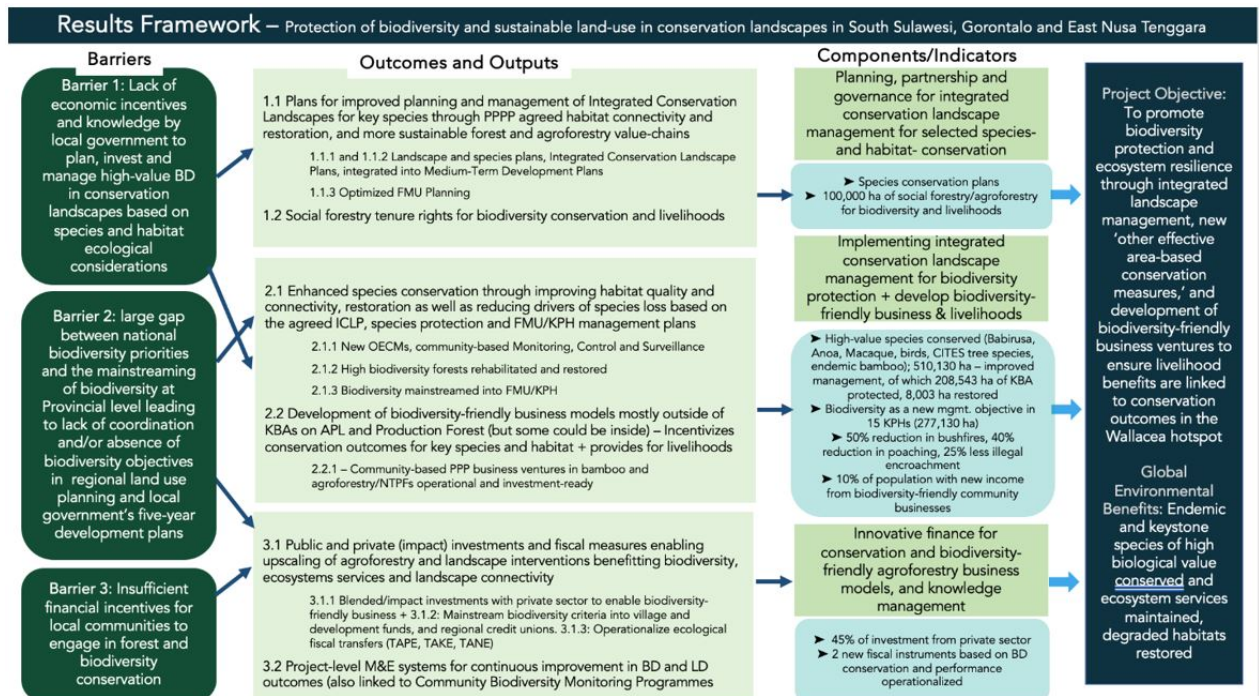 Results Framework – Protection of biodiversity and sustainable land-use in conservation landscapes in South Sulawesi, Gorontalo and East Nusa Tenggara
Barriers
Barrier 1: Lack of
economic incentives
and knowledge by
local government to
plan, invest and
manage high-value BD
in conservation
landscapes based on
species and habitat
ecological
considerations
Barrier 2: large gap
between national
biodiversity priorities
and the mainstreaming
of biodiversity at
Provincial level leading
to lack of coordination
and/or absence of
biodiversity objectives
in regional land use
planning and local
government's five-year
development plans
Barrier 3: Insufficient
financial incentives for
local communities to
engage in forest and
biodiversity
conservation
Outcomes and Outputs
1.1 Plans for improved planning and management of Integrated Conservation
Landscapes for key species through PPPP agreed habitat connectivity and
restoration, and more sustainable forest and agroforestry value-chains
1.1.1 and 1.1.2 Landscape and species plans, Integrated Conservation Landscape
Plans, integrated into Medium-Term Development Plans
1.1.3 Optimized FMU Planning
1.2 Social forestry tenure rights for biodiversity conservation and livelihoods
2.1 Enhanced species conservation through improving habitat quality and
connectivity, restoration as well as reducing drivers of species loss based on
the agreed ICLP, species protection and FMU/KPH management plans
2.1.1 New OECMs, community-based Monitoring, Control and Surveillance
2.1.2 High biodiversity forests rehabilitated and restored
2.1.3 Biodiversity mainstreamed into FMU/KPH
2.2 Development of biodiversity-friendly business models mostly outside of
KBAs on APL and Production Forest (but some could be inside) – Incentivizes
conservation outcomes for key species and habitat + provides for livelihoods
2.2.1 – Community-based PPP business ventures in bamboo and
agroforestry/NTPFs operational and investment-ready
3.1 Public and private (impact) investments and fiscal measures enabling
upscaling of agroforestry and landscape interventions benefitting biodiversity,
ecosystems services and landscape connectivity
3.1.1 Blended/impact investments with private sector to enable biodiversity-
friendly business + 3.1.2: Mainstream biodiversity criteria into village and
development funds, and regional credit unions. 3.1.3: Operationalize ecological
fiscal transfers (TAPE, TAKE, TANE)
3.2 Project-level M&E systems for continuous improvement in BD and LD
outcomes (also linked to Community Biodiversity Monitoring Programmes
Components/Indicators
Planning, partnership and
governance for integrated
conservation landscape
management for selected species-
and habitat- conservation
➤ Species conservation plans
➤ 100,000 ha of social forestry/agroforestry
for biodiversity and livelihoods
Implementing integrated
conservation landscape
management for biodiversity
protection + develop biodiversity-
friendly business & livelihoods
➤ High-value species conserved (Babirusa,
Anoa, Macaque, birds, CITES tree species,
endemic bamboo); 510,130 ha – improved
management, of which 208,543 ha of KBA
protected, 8,003 ha restored
➤ Biodiversity as a new mgmt. objective in
15 KPHs (277,130 ha)
➤ 50% reduction in bushfires, 40%
reduction in poaching, 25% less illegal
encroachment
➤ 10% of population with new income
from biodiversity-friendly community
businesses
Innovative finance for
conservation and biodiversity-
friendly agroforestry business
models, and knowledge
management
➤ 45% of investment from private sector
➤ 2 new fiscal instruments based on BD
conservation and performance
operationalized
Project Objective:
To promote
biodiversity
protection and
ecosystem resilience
through integrated
landscape
management, new
'other effective
area-based
conservation
measures,' and
development of
biodiversity-friendly
business ventures to
ensure livelihood
benefits are linked
to conservation
outcomes in the
Wallacea hotspot
Global
Environmental
Benefits: Endemic
and keystone
species of high
biological value
conserved and
ecosystem services
maintained,
degraded habitats
restored